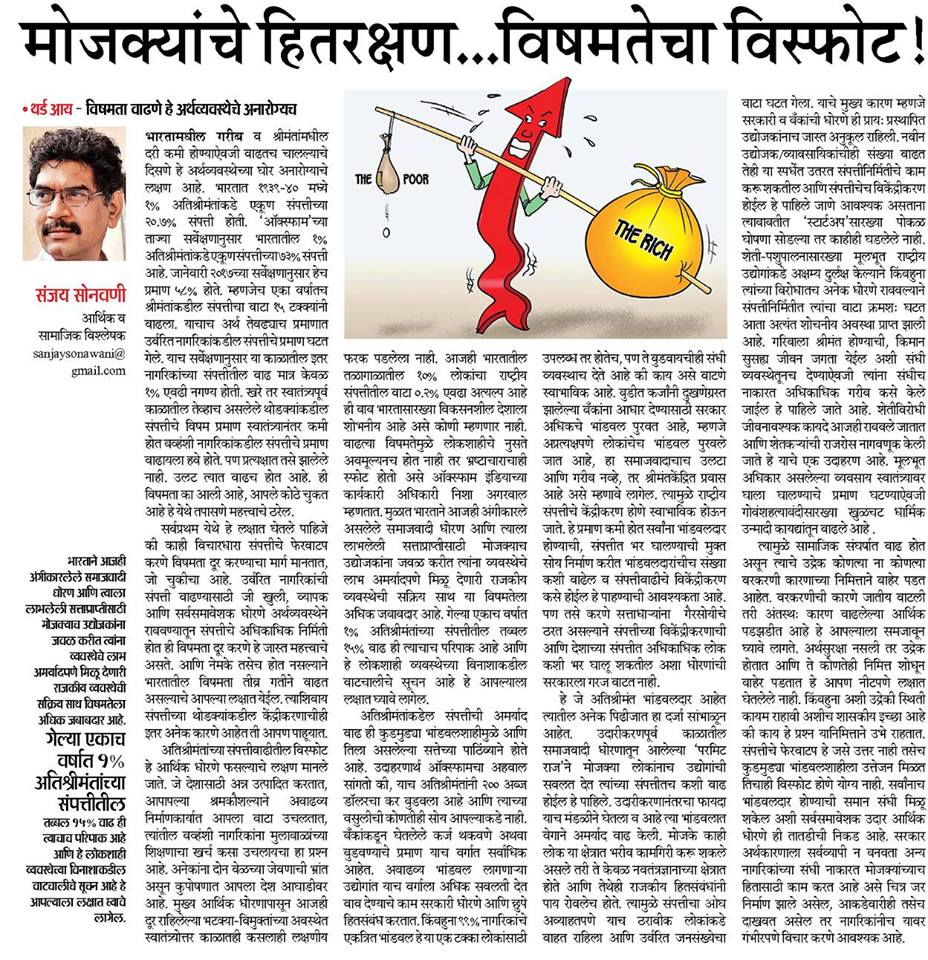 मोजक्यांचे हितरक्षण...विषमतेचा विस्फोट!
• थर्ड आय - विषमता वाढणे हे अर्थव्यवस्थेचे अनारोग्यच
संजय सोनवणी
आर्थिक व
सामाजिक विश्लेषक
sanjaysonawani@
gmail.com
भारताने आजही
अंगीकारलेले समाजवादी
धोरण आणि त्याला
लाभलेली सत्ताप्राप्तीसाठी
मोजक्याच उद्योजकांना
जवळ करीत त्यांना
व्यवस्थेचे लाभ
अमर्यादपणे मिळू देणारी
राजकीय व्यवस्थेची
सक्रिय साथ विषमतेला
अधिक जबाबदार आहे.
गेल्या एकाच
वर्षात १%
अतिश्रीमंतांच्या
संपत्तीतील
तब्बल १५% वाढ ही
त्याचाच परिपाक आहे
आणि हे लोकशाही
व्यवस्थेच्या विनाशाकडील
वाटचालीचे सूचन आहे हे
आपल्याला लक्षात घ्यावे
लागेल.
भारतामधील गरीब व श्रीमंतांमधील
दरी कमी होण्याऐवजी वाढतच चालल्याचे
दिसणे हे अर्थव्यवस्थेच्या घोर अनारोग्याचे
लक्षण आहे. भारतात १९३९-४० मध्ये
१% अतिश्रीमंतांकडे एकूण संपत्तीच्या
२०.७% संपत्ती होती. ‘ऑक्सफाम’च्या
ताज्या सर्वेक्षणानुसार भारतातील १%
अतिश्रीमंतांकडे एकूण संपत्तीच्या ७३% संपत्ती
आहे. जानेवारी २०१७च्या सर्वेक्षणानुसार हेच
प्रमाण ५८% होते. म्हणजेच एका वर्षातच
श्रीमंतांकडील संपत्तीचा वाटा १५ टक्क्यांनी
वाढला. याचाच अर्थ तेवढ्याच प्रमाणात
उर्वरित नागरिकांकडील संपत्तीचे प्रमाण घटत
गेले. याच सर्वेक्षणानुसार या काळातील इतर
नागरिकांच्या संपत्तीतील वाढ मात्र केवळ
१% एवढी नगण्य होती. खरे तर स्वातंत्र्यपूर्व
काळातील तेव्हाच असलेले थोडक्यांकडील
संपत्तीचे विषम प्रमाण स्वातंत्र्यानंतर कमी
होत बव्हंशी नागरिकांकडील संपत्तीचे प्रमाण
वाढायला हवे होते. पण प्रत्यक्षात तसे झालेले
नाही. उलट त्यात वाढच होत आहे. ही
विषमता का आली आहे, आपले कोठे चुकत
आहे हे येथे तपासणे महत्त्वाचे ठरेल.
सर्वप्रथम येथे हे लक्षात घेतले पाहिजे
की काही विचारधारा संपत्तीचे फेरवाटप
करणे विषमता दूर करण्याचा मार्ग मानतात,
जो चुकीचा आहे. उर्वरित नागरिकांची
संपत्ती वाढण्यासाठी जी खुली, व्यापक
आणि सर्वसमावेशक धोरणे अर्थव्यवस्थेने
राबवण्यातून संपत्तीचे अधिकाधिक निर्मिती
होत ही विषमता दूर करणे हे जास्त महत्त्वाचे
असते. आणि नेमके तसेच होत नसल्याने
भारतातील विषमता तीव्र गतीने वाढत
असल्याचे आपल्या लक्षात येईल. त्याशिवाय
संपत्तीच्या थोडक्यांकडील केंद्रीकरणाचीही
इतर अनेक कारणे आहेत ती आपण पाहूयात.
अतिश्रीमंतांच्या संपत्तीवाढीतील विस्फोट
हे आर्थिक धोरणे फसल्याचे लक्षण मानले
जाते. जे देशासाठी अन्न उत्पादित करतात,
आपापल्या श्रमकौशल्याने अवाढव्य
निर्माणकार्यात आपला वाटा उचलतात,
त्यांतील बव्हंशी नागरिकांना मुलाबाळांच्या
शिक्षणाचा खर्च कसा उचलायचा हा प्रश्न
आहे. अनेकांना दोन वेळच्या जेवणाची भ्रांत
असून कुपोषणात आपला देश आघाडीवर
आहे. मुख्य आर्थिक धोरणापासून आजही
दूर राहिलेल्या भटक्या-विमुक्तांच्या अवस्थेत
स्वातंत्र्योत्तर काळातही कसलाही लक्षणीय
THE POOR
THE RICH
फरक पडलेला नाही. आजही भारतातील
तळागाळातील १०% लोकांचा राष्ट्रीय
संपत्तीतील वाटा ०.२% एवढा अत्यल्प आहे
ही बाब भारतासारख्या विकसनशील देशाला
शोभनीय आहे असे कोणी म्हणणार नाही.
वाढत्या विषमतेमुळे लोकशाहीचे नुसते
अवमूल्यनच होत नाही तर भ्रष्टाचाराचाही
स्फोट होतो असे ऑक्सफाम इंडियाच्या
कार्यकारी अधिकारी निशा अगरवाल
म्हणतात. मुळात भारताने आजही अंगीकारले
असलेले समाजवादी धोरण आणि त्याला
लाभलेली सत्ताप्राप्तीसाठी मोजक्याच
उद्योजकांना जवळ करीत त्यांना व्यवस्थेचे
लाभ अमर्यादपणे मिळू देणारी राजकीय
व्यवस्थेची सक्रिय साथ या विषमतेला
अधिक जबाबदार आहे. गेल्या एकाच वर्षात
१% अतिश्रीमंतांच्या संपत्तीतील तब्बल
१५% वाढ ही त्याचाच परिपाक आहे आणि
हे लोकशाही व्यवस्थेच्या विनाशाकडील
वाटचालीचे सूचन आहे हे आपल्याला
लक्षात घ्यावे लागेल.
अतिश्रीमंतांकडेल संपत्तीची अमर्याद
वाढ ही कुडमुड्या भांडवलशाहीमुळे आणि
तिला असलेल्या सत्तेच्या पाठिंब्याने होते
आहे. उदाहरणार्थ ऑक्सफामचा अहवाल
सांगतो की, याच अतिश्रीमंतांनी २०० अब्ज
डॉलरचा कर बुडवला आहे आणि त्याच्या
वसुलीची कोणतीही सोय आपल्याकडे नाही.
बँकांकडून घेतलेले कर्ज थकवणे अथवा
बुडवण्याचे प्रमाण याच वर्गात सर्वाधिक
आहे. अवाढव्य भांडवल लागणाऱ्या
उद्योगांत याच वर्गाला अधिक सवलती देत
वाव देण्याचे काम सरकारी धोरणे आणि छुपे
हितसंबंध करतात. किंबहुना ९९% नागरिकांचे
एकत्रित भांडवल हे या एक टक्का लोकांसाठी
उपलब्ध तर होतेच, पण ते बुडवायचीही संधी
व्यवस्थाच देते आहे की काय असे वाटणे
स्वाभाविक आहे. बुडीत कर्जांनी दुखणेग्रस्त
झालेल्या बँकांना आधार देण्यासाठी सरकार
अधिकचे भांडवल पुरवत आहे, म्हणजे
अप्रत्यक्षपणे लोकांचेच भांडवल पुरवले
जात आहे, हा समाजवादाचाच उलटा
आणि गरीब नव्हे, तर श्रीमंतकेंद्रित प्रवास
आहे असे म्हणावे लागेल. त्यामुळे राष्ट्रीय
संपत्तीचे केंद्रीकरण होणे स्वाभाविक होऊन
जाते. हे प्रमाण कमी होत सर्वांना भांडवलदार
होण्याची, संपत्तीत भर घालण्याची मुक्त
सोय निर्माण करीत भांडवलदारांचीच संख्या
कशी वाढेल व संपत्तीवाढीचे विकेंद्रीकरण
कसे होईल हे पाहण्याची आवश्यकता आहे.
पण तसे करणे सत्ताधाऱ्यांना गैरसोयीचे
ठरत असल्याने संपत्तीच्या विकेंद्रीकरणाची
आणि देशाच्या संपत्तीत अधिकाधिक लोक
कशी भर घालू शकतील अशा धोरणांची
सरकारला गरज वाटत नाही.
हे जे अतिश्रीमंत भांडवलदार आहेत
त्यातील अनेक पिढीजात हा दर्जा सांभाळून
आहेत. उदारीकरणपूर्व काळातील
समाजवादी धोरणातून आलेल्या ‘परमिट
राज’ने मोजक्या लोकांनाच उद्योगांची
सवलत देत त्यांच्या संपत्तीतच कशी वाढ
होईल हे पाहिले. उदारीकरणानंतरचा फायदा
याच मंडळीने घेतला व आहे त्या भांडवलात
वेगाने अमर्याद वाढ केली. मोजके काही
लोक या क्षेत्रात भरीव कामगिरी करू शकले
असले तरी ते केवळ नवतंत्रज्ञानाच्या क्षेत्रात
होते आणि तेथेही राजकीय हितसंबंधांनी
पाय रोवलेच होते. त्यामुळे संपत्तीचा ओघ
अव्याहतपणे याच ठरावीक लोकांकडे
वाहत राहिला आणि उर्वरित जनसंख्येचा
वाटा घटत गेला. याचे मुख्य कारण म्हणजे
सरकारी व बँकांची धोरणे ही प्रायः प्रस्थापित
उद्योजकांनाच जास्त अनुकूल राहिली. नवीन
उद्योजक/व्यावसायिकांचीही संख्या वाढत
तेही या स्पर्धेत उतरत संपत्तीनिर्मितीचे काम
करू शकतील आणि संपत्तीचेच विकेंद्रीकरण
होईल हे पाहिले जाणे आवश्यक असताना
त्याबाबतीत ‘स्टार्टअप’सारख्या पोकळ
घोषणा सोडल्या तर काहीही घडलेले नाही.
शेती-पशुपालनासारख्या मूलभूत राष्ट्रीय
उद्योगांकडे अक्षम्य दुर्लक्ष केल्याने किंवहुना
त्यांच्या विरोधातच अनेक धोरणे राबवल्याने
संपत्तीनिर्मितीत त्यांचा वाटा क्रमशः घटत
आता अत्यंत शोचनीय अवस्था प्राप्त झाली
आहे. गरिबाला श्रीमंत होण्याची, किमान
सुसह्य जीवन जगता येईल अशी संधी
व्यवस्थेतूनच देण्याऐवजी त्यांना संधीच
नाकारत अधिकाधिक गरीब कसे केले
जाईल हे पाहिले जाते आहे. शेतीविरोधी
जीवनावश्यक कायदे आजही राबवले जातात
आणि शेतकऱ्यांची राजरोस नागवणूक केली
जाते हे याचे एक उदाहरण आहे. मूलभूत
अधिकार असलेल्या व्यवसाय स्वातंत्र्यावर
घाला घालण्याचे प्रमाण घटण्याऐवजी
गोवंशहत्याबंदीसारख्या खुळचट धार्मिक
उन्मादी कायद्यांतून वाढले आहे .
त्यामुळे सामाजिक संघर्षात वाढ होत
असून त्याचे उद्रेक कोणत्या ना कोणत्या
वरकरणी कारणाच्या निमित्ताने बाहेर पडत
आहेत. वरकरणीची कारणे जातीय वाटली
तरी अंतस्थ: कारण वाढलेल्या आर्थिक
पडझडीत आहे हे आपल्याला समजावून
घ्यावे लागते. अर्थसुरक्षा नसली तर उद्रेक
होतात आणि ते कोणतेही निमित्त शोधून
बाहेर पडतात हे आपण नीटपणे लक्षात
घेतलेले नाही. किंबहुना अशी उद्रेकी स्थिती
कायम राहावी अशीच शासकीय इच्छा आहे
की काय हे प्रश्न यानिमित्ताने उभे राहतात.
संपत्तीचे फेरवाटप हे जसे उत्तर नाही तसेच
कुडमुड्या भांडवलशाहीला उत्तेजन मिळत
तिचाही विस्फोट होणे योग्य नाही. सर्वांनाच
भांडवलदार होण्याची समान संधी मिळू
शकेल अशी सर्वसमावेशक उदार आर्थिक
धोरणे ही तातडीची निकड आहे. सरकार
अर्थकारणाला सर्वव्यापी न बनवता अन्य
नागरिकांच्या संधी नाकारत मोजक्यांच्याच
हितासाठी काम करत आहे असे चित्र जर
निर्माण झाले असेल, आकडेवारीही तसेच
दाखवत असेल तर नागरिकांनीच यावर
गंभीरपणे विचार करणे आवश्यक आहे.